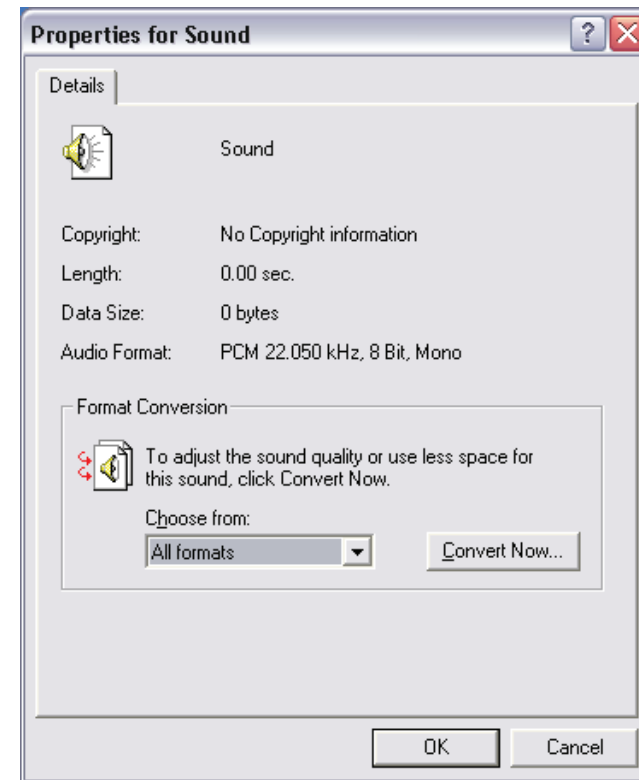 Properties for Sound
Details
Sound
Copyright: No Copyright information
Length: 0.00 sec.
Data Size: 0 bytes
Audio Format: PCM 22.050 kHz, 8 Bit, Mono
Format Conversion
To adjust the sound quality or use less space for
this sound, click Convert Now.
Choose from:
All formats Convert Now...
OK Cancel